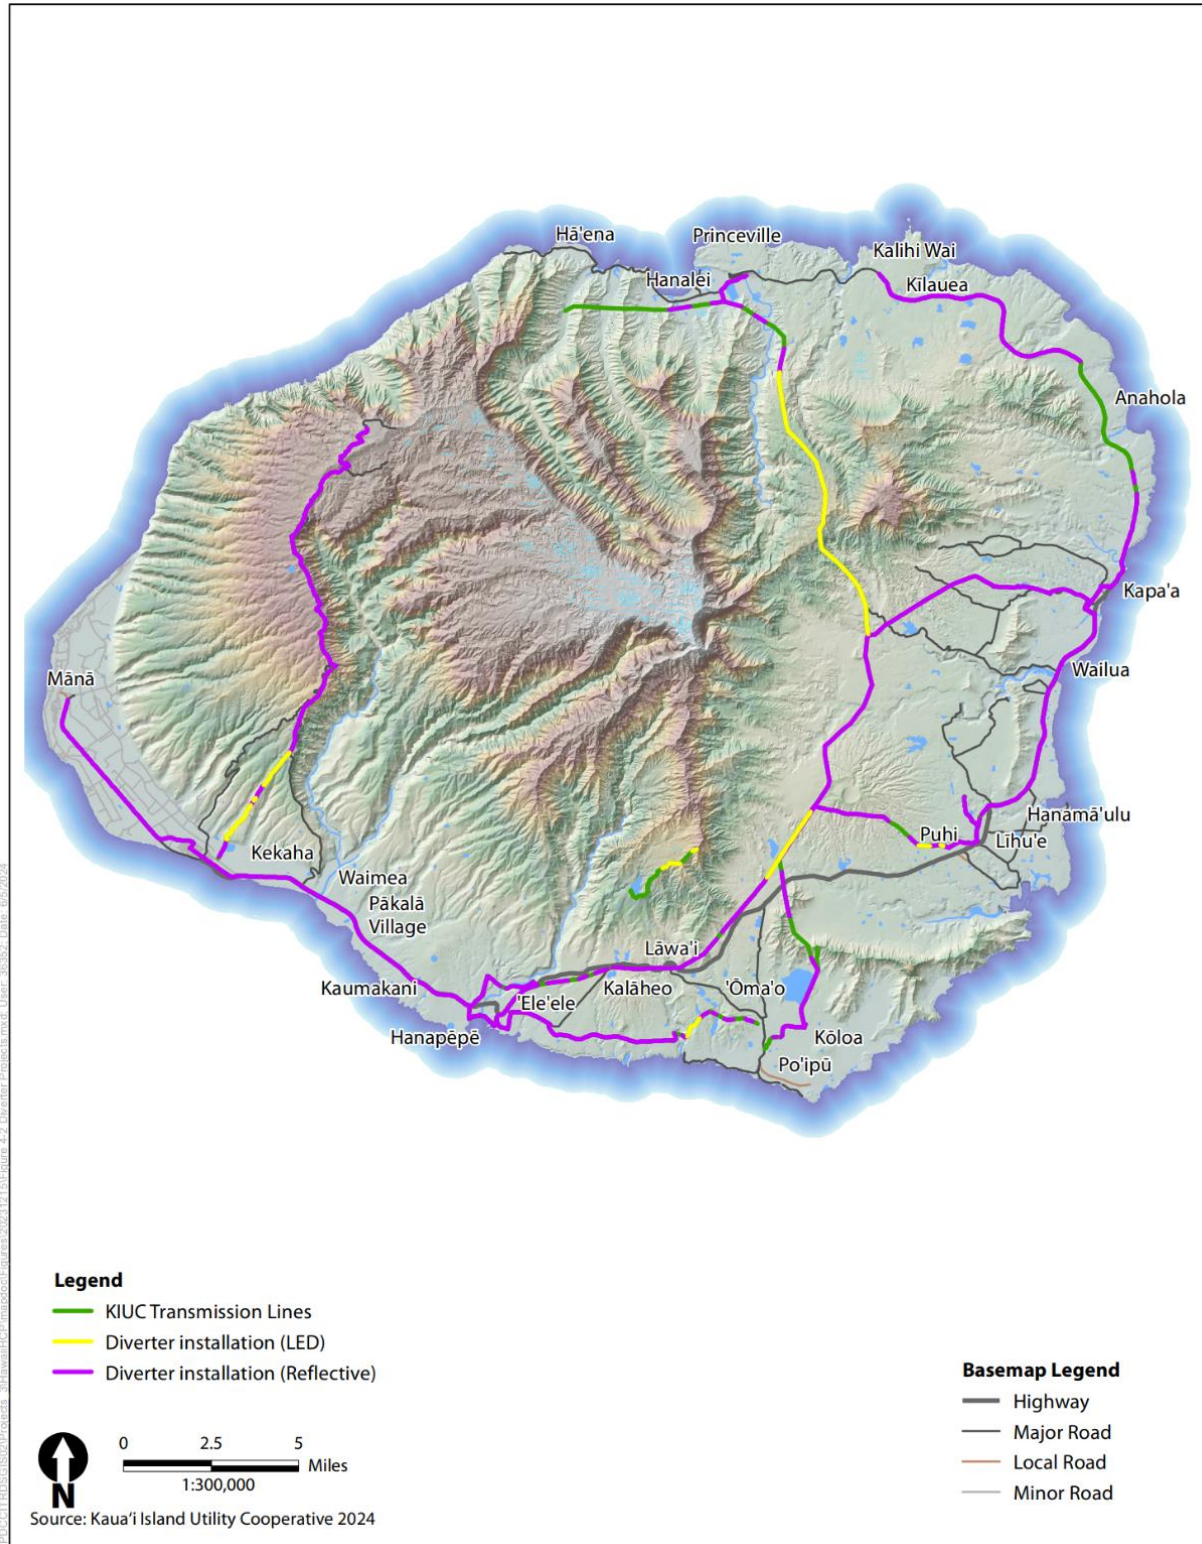 Hā'ena
Princeville
Kalihi Wai
Hanalei
Kīlauea
Anahola
Kapa'a
Wailua
Mānā
Hanamā'ulu
Puhi
Līhu'e
Kekaha
Waimea
Pākalā
Village
Lāwa'i
Kaumakani
'Ele'ele
Kalāheo
'Ōma'o
Hanapēpē
Kōloa
Po'ipū
Legend
KIUC Transmission Lines
Diverter installation (LED)
Diverter installation (Reflective)
Basemap Legend
Highway
Major Road
Local Road
Minor Road
0 2.5 5
Miles
1:300,000
N
Source: Kaua'i Island Utility Cooperative 2024